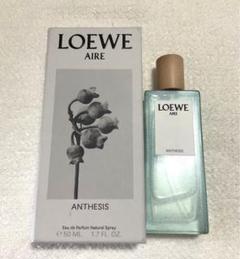 LOEWE
AIRE
ANTHESIS
Eau de Parfum Natural Spray
℮ 50 ML. 1.7 FL. OZ.
LOEWE
AIRE
ANTHESIS